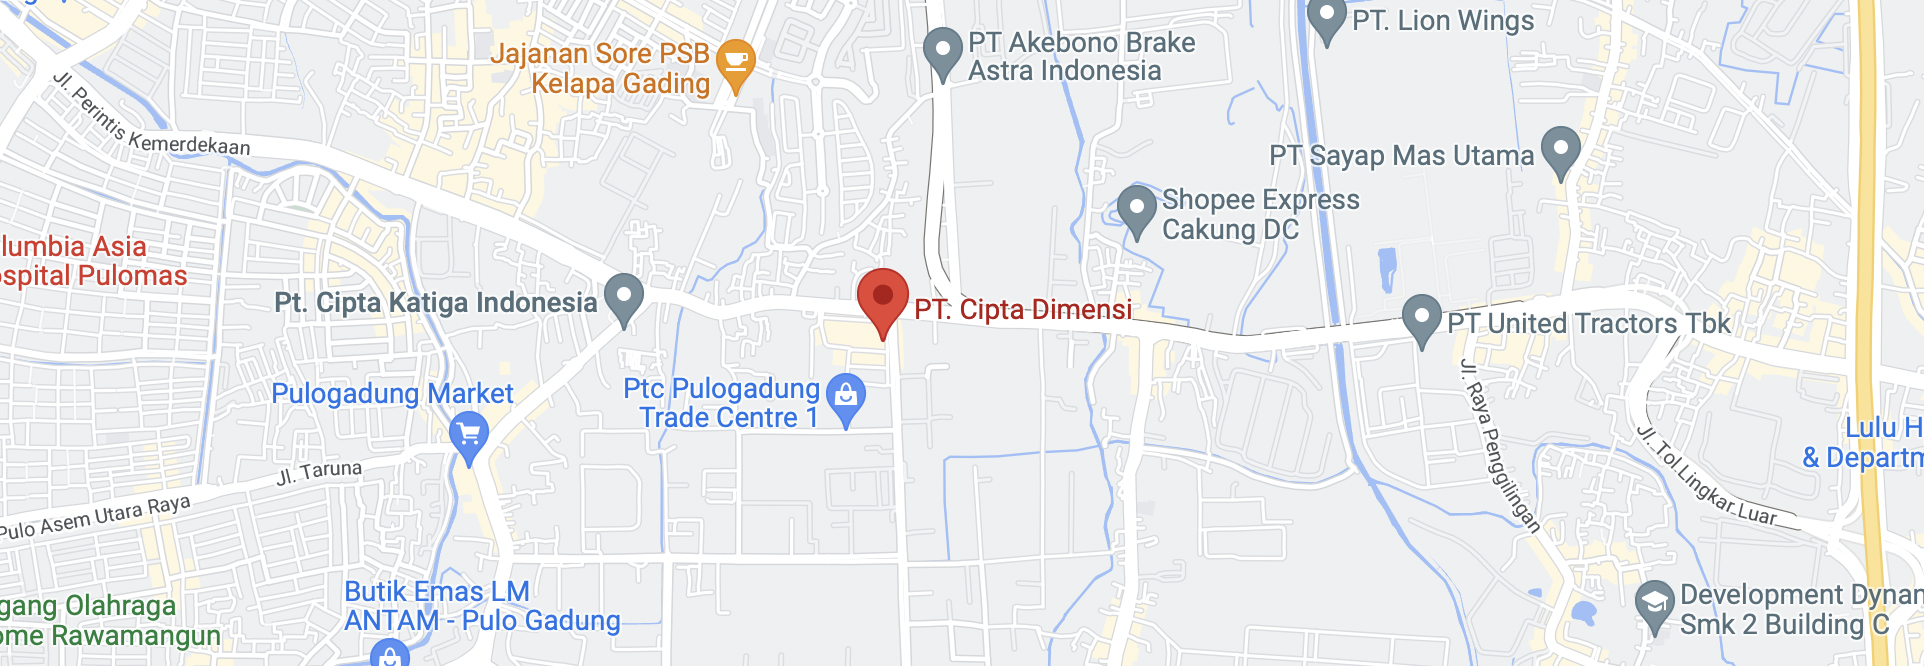 PT. Lion Wings
Jajanan Sore PSB
Kelapa Gading
PT Akebono Brake
Astra Indonesia
Jl. Perintis Kemerdekaan
PT Sayap Mas Utama
Shopee Express
Cakung DC
lumbia Asia
ospital Pulomas
Pt. Cipta Katiga Indonesia
PT. Cipta Dimensi
PT United Tractors Tbk
Pulogadung Market
Ptc Pulogadung
Trade Centre 1
Jl. Raya Penggilingan
Jl. Tol Lingkar Luar
Lulu H
& Departm
Jl. Taruna
Pulo Asem Utara Raya
Butik Emas LM
ANTAM - Pulo Gadung
gang Olahraga
ome Rawamangun
Development Dynan
Smk 2 Building C